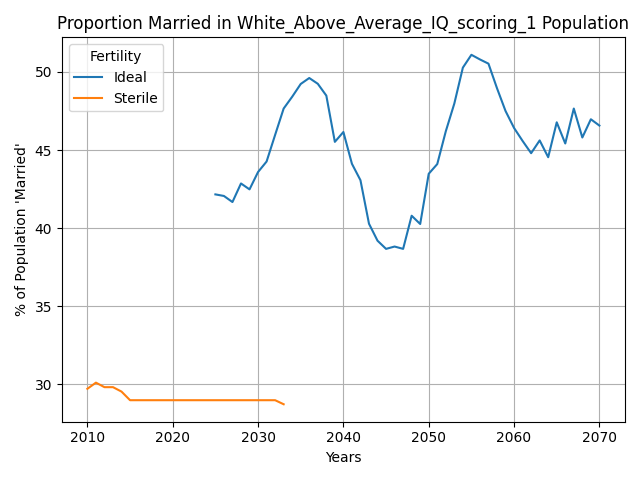 Proportion Married in White_Above_Average_IQ_scoring_1 Population
Fertility
Ideal
Sterile
50
45
40
35
30
% of Population 'Married'
2010 2020 2030 2040 2050 2060 2070
Years